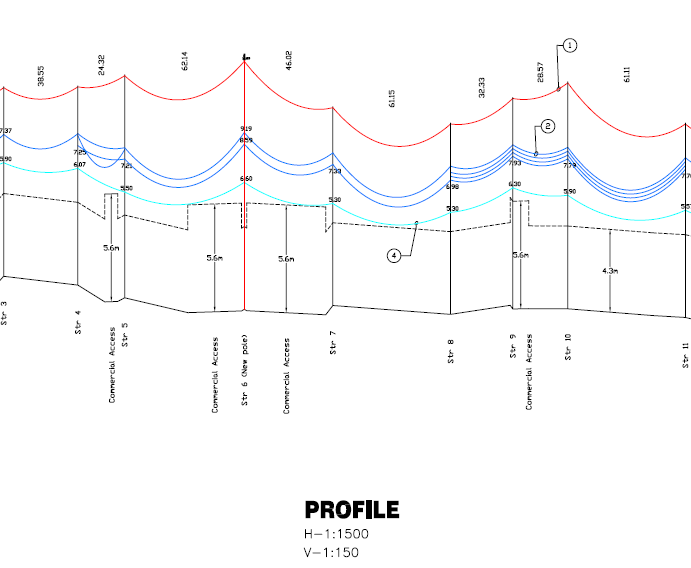 38.55
24.32
62.14
46.02
61.15
32.33
28.57
61.11
1
2
4
7.37
5.90
7.25
6.07
7.21
5.50
9.19
8.59
6.60
7.33
5.30
6.98
5.30
7.93
6.30
7.79
5.90
5.6m
5.6m
5.6m
5.6m
4.3m
Str 3
Str 4
Commercial Access
Str 5
Commercial Access
Str 6 (New pole)
Commercial Access
Str 7
Str 8
Str 9
Commercial Access
Str 10
Str 11
PROFILE
H-1:1500
V-1:150